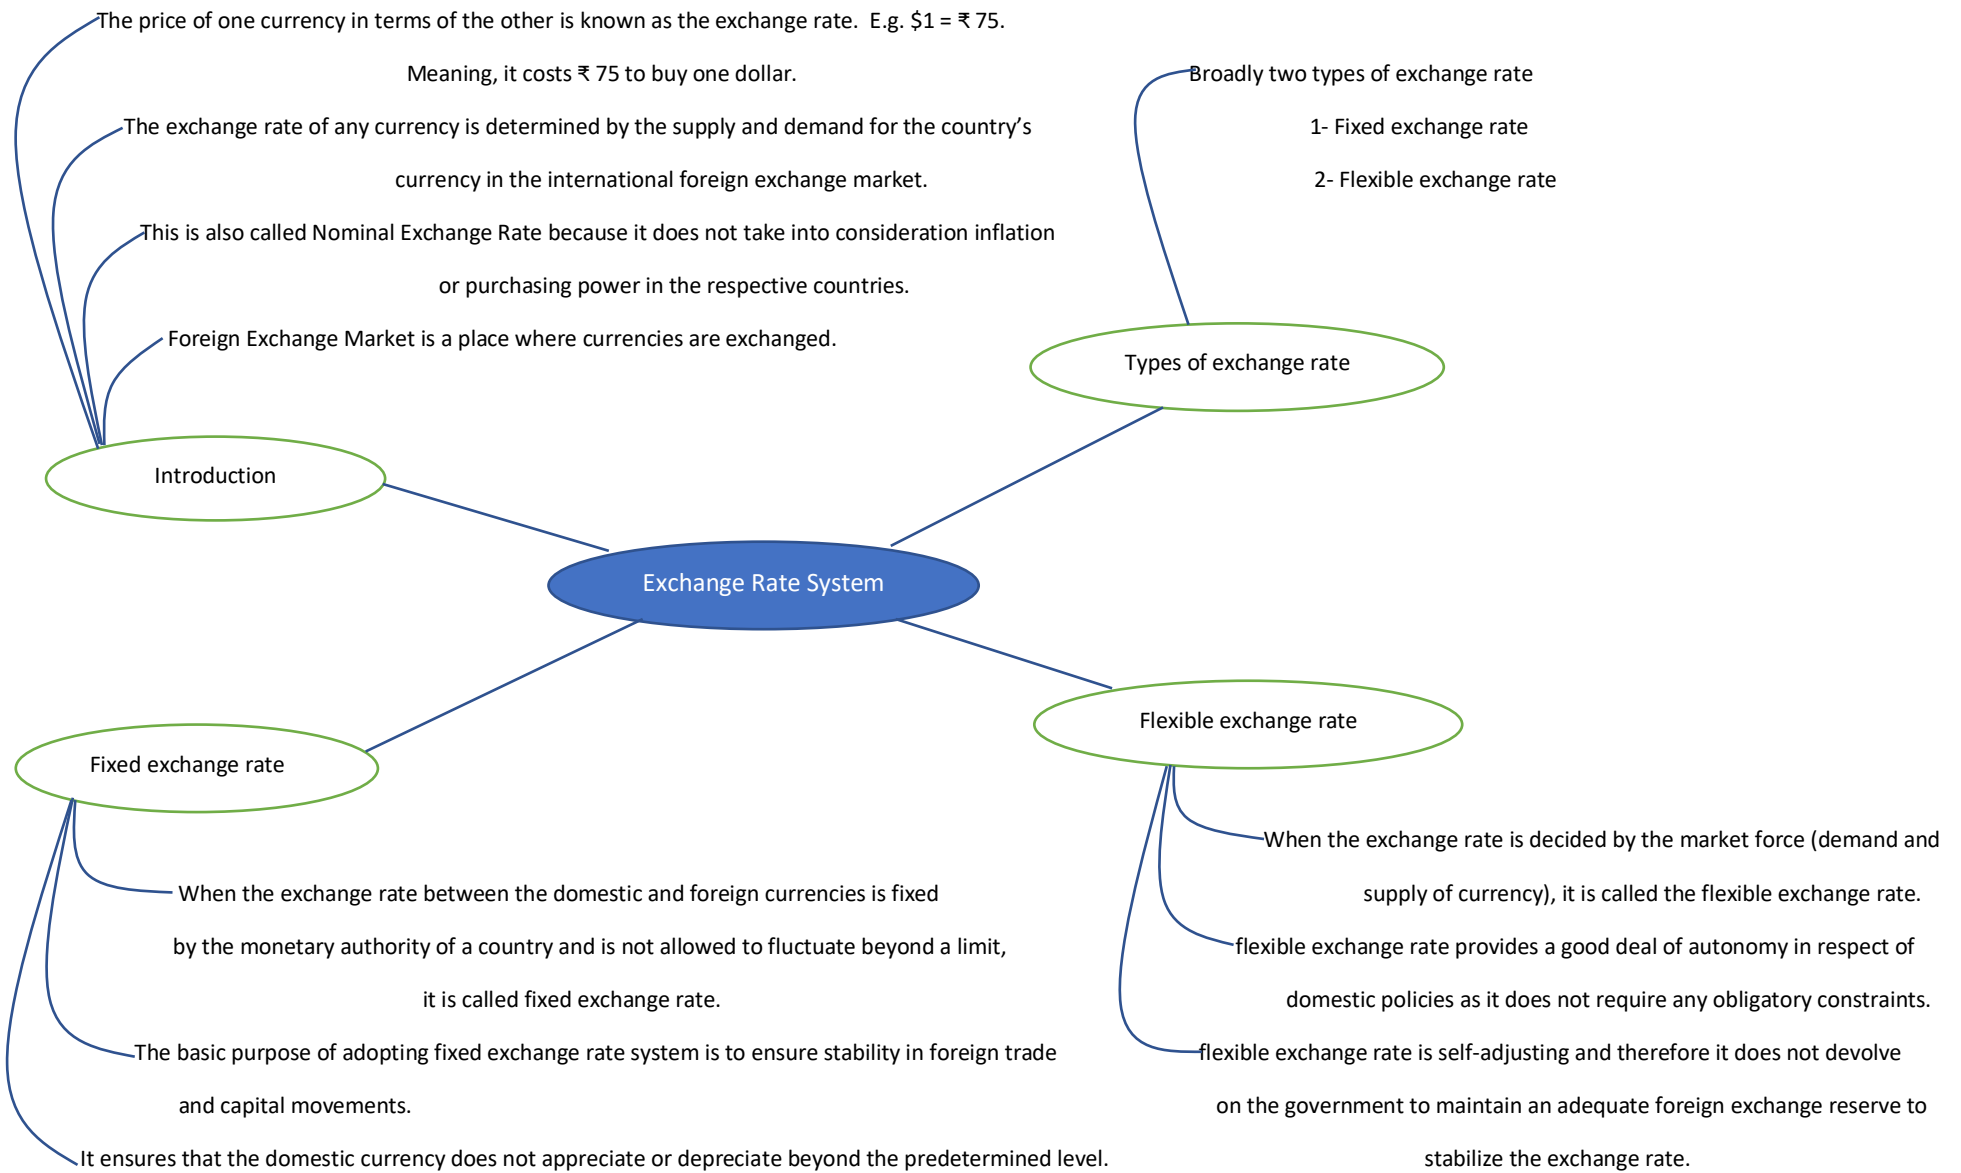 The price of one currency in terms of the other is known as the exchange rate. E.g. $1 = ₹ 75.
Meaning, it costs ₹ 75 to buy one dollar.
The exchange rate of any currency is determined by the supply and demand for the country’s
currency in the international foreign exchange market.
This is also called Nominal Exchange Rate because it does not take into consideration inflation
or purchasing power in the respective countries.
Foreign Exchange Market is a place where currencies are exchanged.
Introduction
Broadly two types of exchange rate
1- Fixed exchange rate
2- Flexible exchange rate
Types of exchange rate
Exchange Rate System
Fixed exchange rate
When the exchange rate between the domestic and foreign currencies is fixed
by the monetary authority of a country and is not allowed to fluctuate beyond a limit,
it is called fixed exchange rate.
The basic purpose of adopting fixed exchange rate system is to ensure stability in foreign trade
and capital movements.
It ensures that the domestic currency does not appreciate or depreciate beyond the predetermined level.
Flexible exchange rate
When the exchange rate is decided by the market force (demand and
supply of currency), it is called the flexible exchange rate.
flexible exchange rate provides a good deal of autonomy in respect of
domestic policies as it does not require any obligatory constraints.
flexible exchange rate is self-adjusting and therefore it does not devolve
on the government to maintain an adequate foreign exchange reserve to
stabilize the exchange rate.